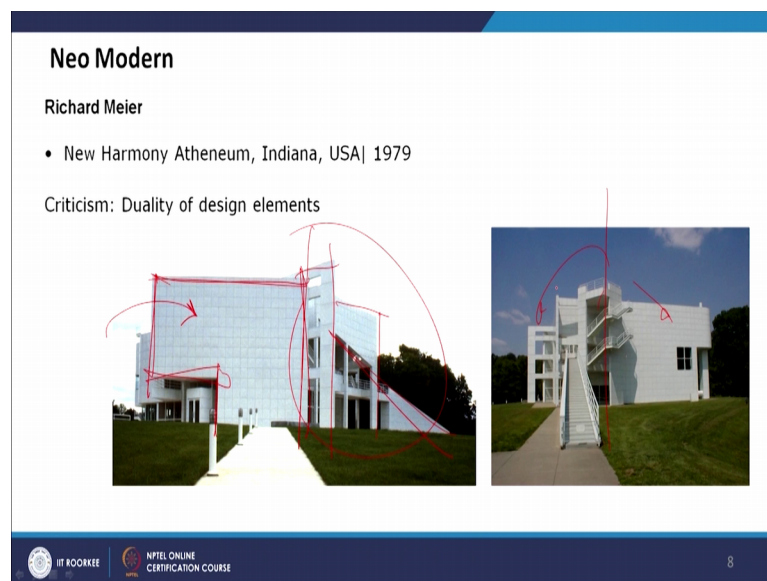 Neo Modern
Richard Meier
• New Harmony Atheneum, Indiana, USA| 1979
Criticism: Duality of design elements
IIT ROORKEE
NPTEL ONLINE
CERTIFICATION COURSE
8